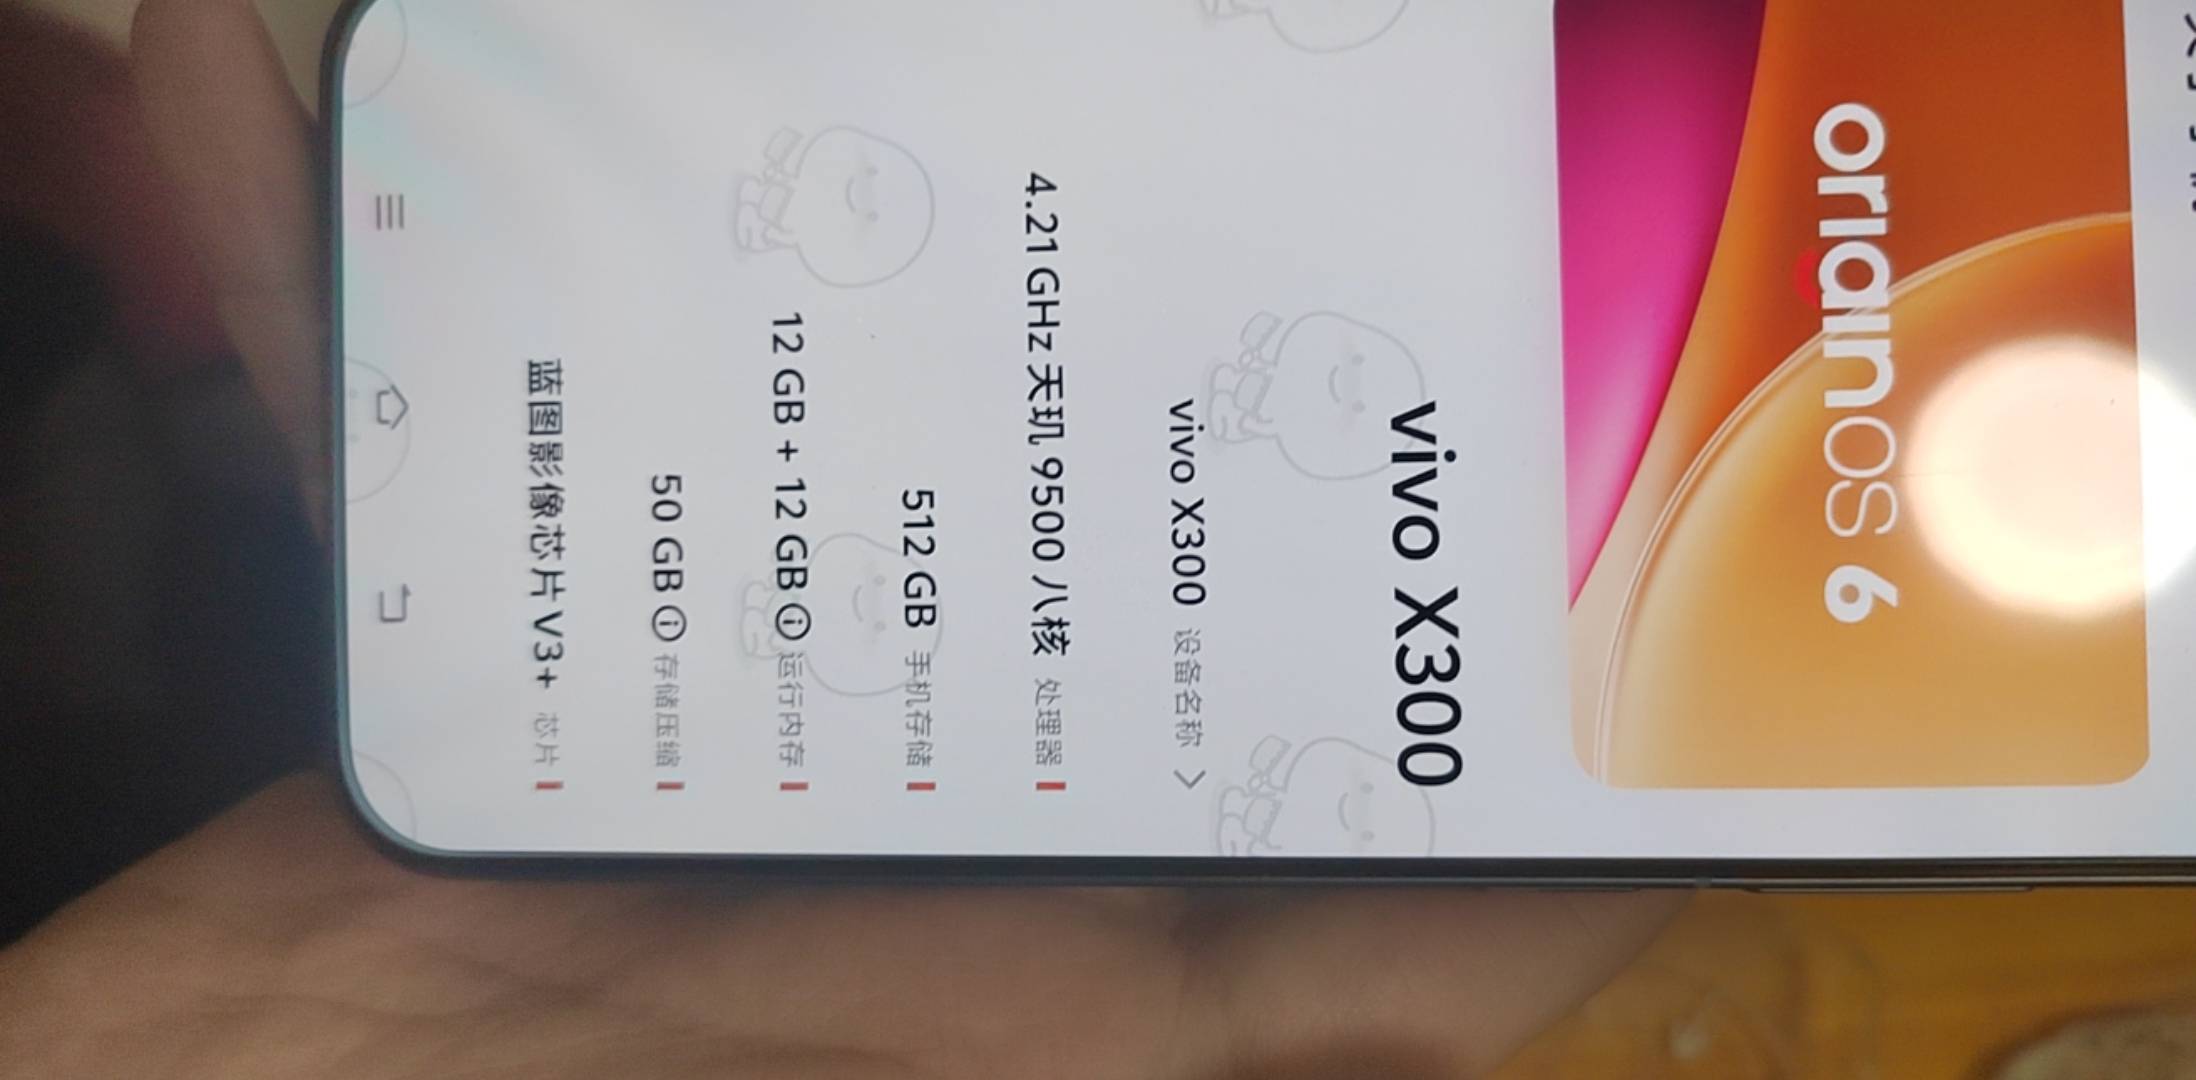 originOS 6
vivo X300
vivo X300 设备名称
4.21 GHz 天玑 9500 八核 处理器
512 GB 手机存储
12 GB + 12 GB 运行内存
50 GB 存储压缩
蓝图影像芯片 V3+ 芯片